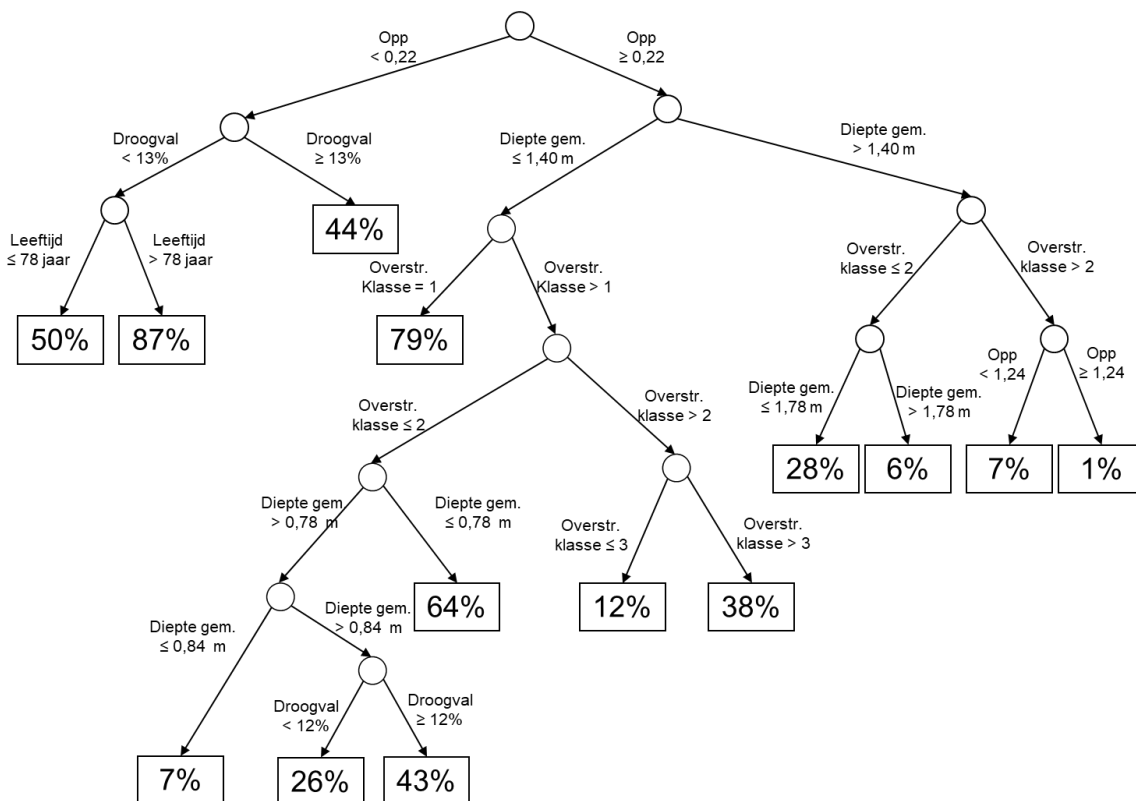 Opp
< 0,22
Opp
≥ 0,22
Droogval
< 13%
Droogval
≥ 13%
Diepte gem.
≤ 1,40 m
Diepte gem.
> 1,40 m
Leeftijd
≤ 78 jaar
Leeftijd
> 78 jaar
44%
Overstr.
Klasse = 1
Overstr.
Klasse > 1
Overstr.
klasse ≤ 2
Overstr.
klasse > 2
50%
87%
79%
Opp
< 1,24
Opp
≥ 1,24
Diepte gem.
≤ 1,78 m
Diepte gem.
> 1,78 m
Overstr.
klasse ≤ 2
Overstr.
klasse > 2
28%
6%
7%
1%
Diepte gem.
> 0,78 m
Diepte gem.
≤ 0,78 m
Overstr.
klasse ≤ 3
Overstr.
klasse > 3
64%
12%
38%
Diepte gem.
≤ 0,84 m
Diepte gem.
> 0,84 m
Droogval
< 12%
Droogval
≥ 12%
7%
26%
43%